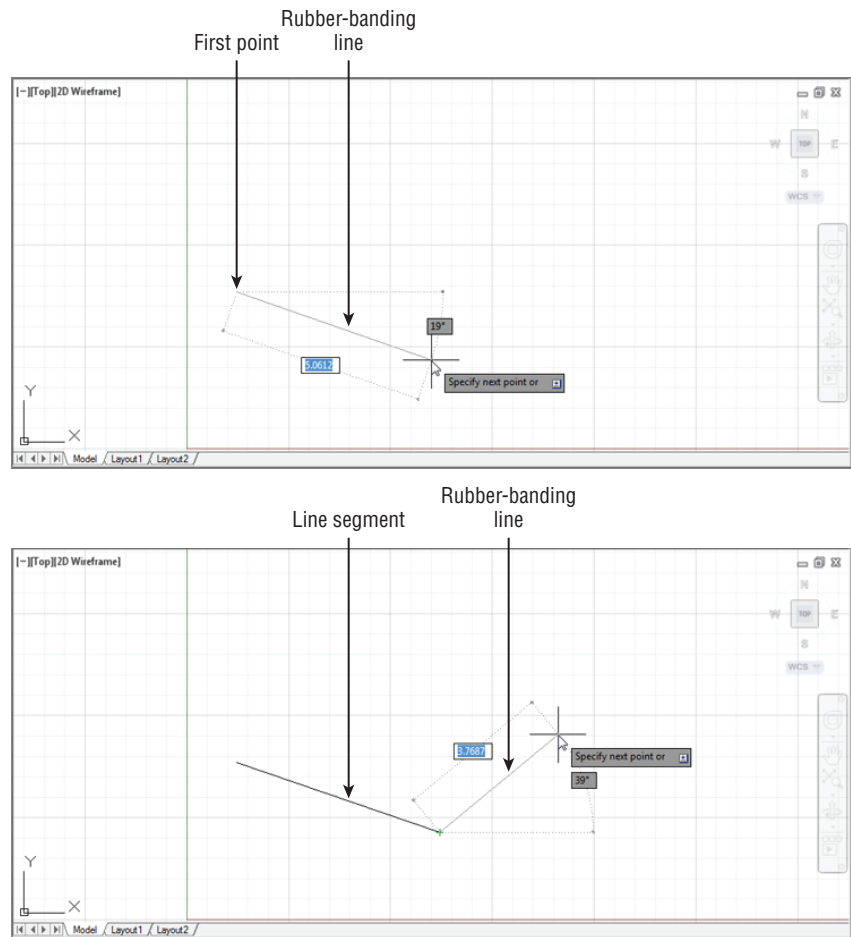 Rubber-banding
First point line
[−][Top][2D Wireframe]
N
W TOP E
S
WCS
19°
5.0612
Specify next point or
Y
X
Model Layout1 Layout2
Rubber-banding
Line segment line
[−][Top][2D Wireframe]
N
W TOP E
S
WCS
3.7687
Specify next point or
39°
Y
X
Model Layout1 Layout2